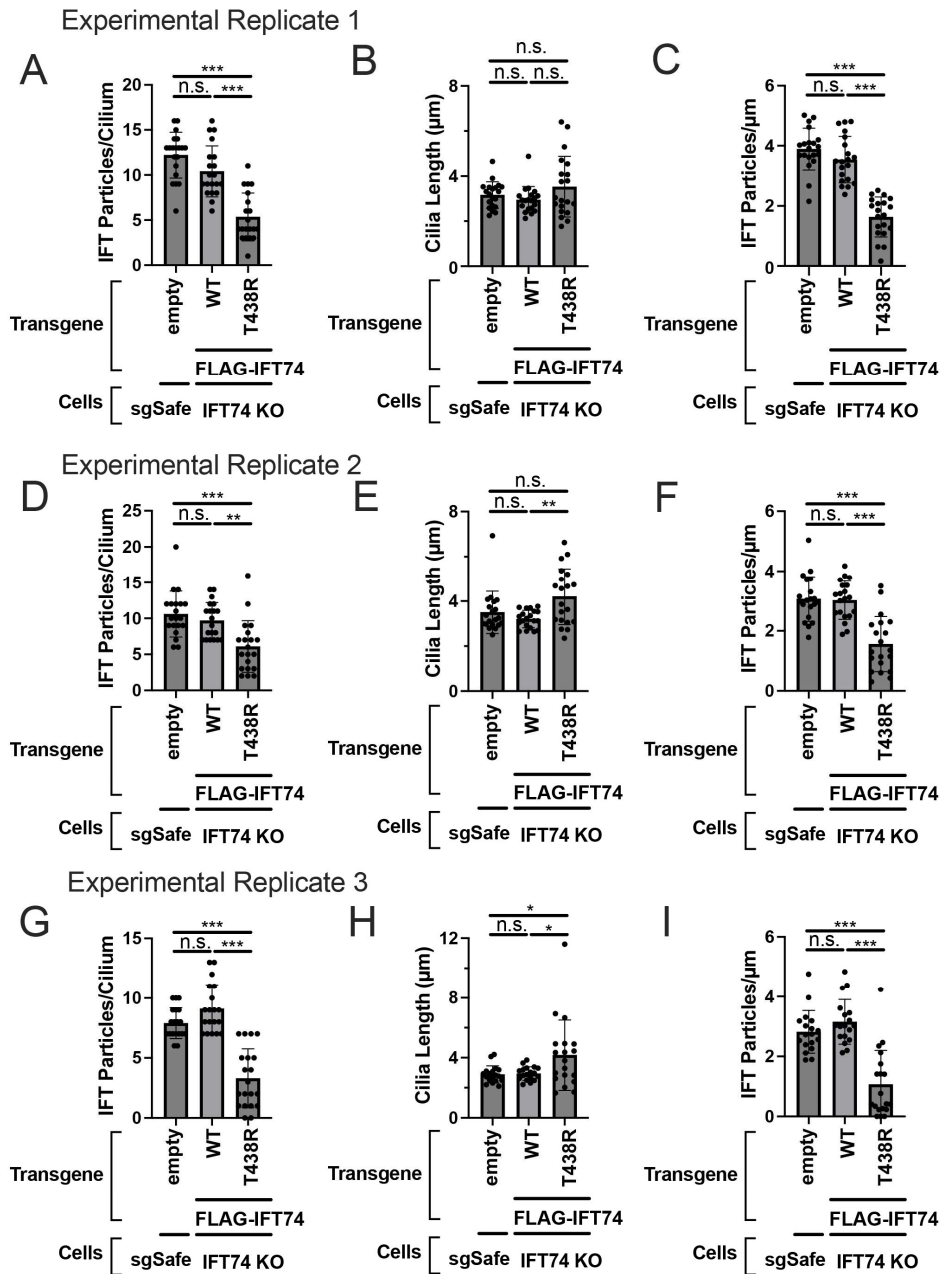 Experimental Replicate 1
A
B
C
IFT Particles/Cilium
15
10
5
0
***
n.s. ***
Cilia Length (µm)
8
4
0
n.s.
n.s. n.s.
IFT Particles/µm
6
4
2
0
***
n.s. ***
Transgene
empty
WT
T438R
FLAG-IFT74
Cells
sgSafe IFT74 KO
Transgene
empty
WT
T438R
FLAG-IFT74
Cells
sgSafe IFT74 KO
Transgene
empty
WT
T438R
FLAG-IFT74
Cells
sgSafe IFT74 KO
Experimental Replicate 2
D
E
F
IFT Particles/Cilium
25
20
15
10
5
0
***
n.s. **
Cilia Length (µm)
8
4
0
n.s.
n.s. **
IFT Particles/µm
6
4
2
0
***
n.s. ***
Transgene
empty
WT
T438R
FLAG-IFT74
Cells
sgSafe IFT74 KO
Transgene
empty
WT
T438R
FLAG-IFT74
Cells
sgSafe IFT74 KO
Transgene
empty
WT
T438R
FLAG-IFT74
Cells
sgSafe IFT74 KO
Experimental Replicate 3
G
H
I
IFT Particles/Cilium
15
10
5
0
***
n.s. ***
Cilia Length (µm)
12
8
4
0
*
n.s. *
IFT Particles/µm
6
4
2
0
***
n.s. ***
Transgene
empty
WT
T438R
FLAG-IFT74
Cells
sgSafe IFT74 KO
Transgene
empty
WT
T438R
FLAG-IFT74
Cells
sgSafe IFT74 KO
Transgene
empty
WT
T438R
FLAG-IFT74
Cells
sgSafe IFT74 KO